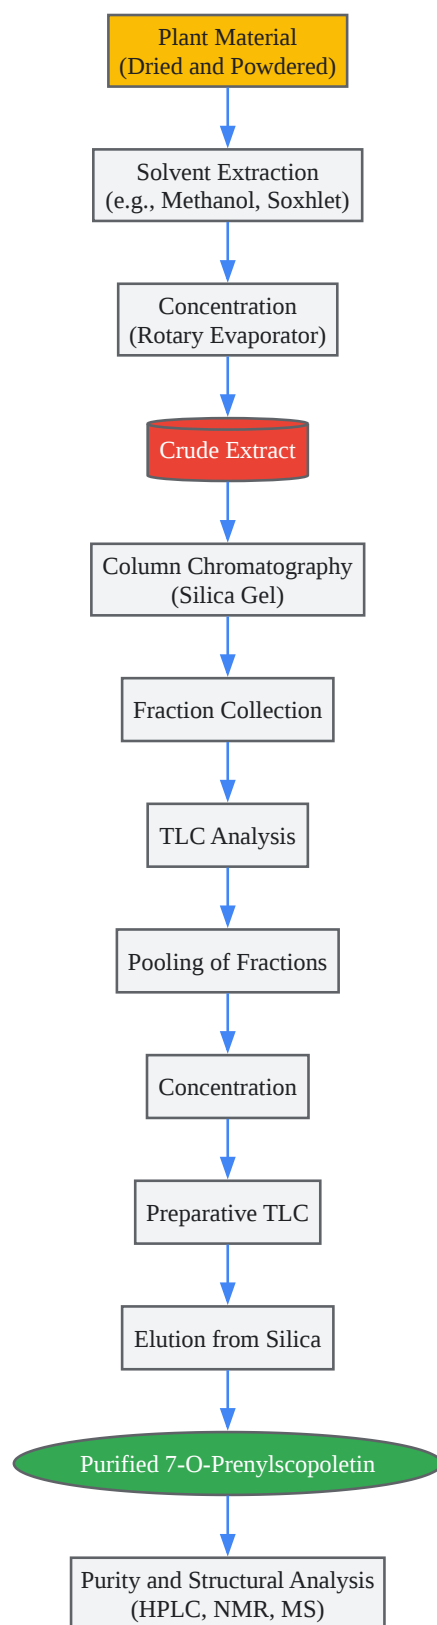 Plant Material
(Dried and Powdered)
Solvent Extraction
(e.g., Methanol, Soxhlet)
Concentration
(Rotary Evaporator)
Crude Extract
Column Chromatography
(Silica Gel)
Fraction Collection
TLC Analysis
Pooling of Fractions
Concentration
Preparative TLC
Elution from Silica
Purified 7-O-Prenylscopoletin
Purity and Structural Analysis
(HPLC, NMR, MS)